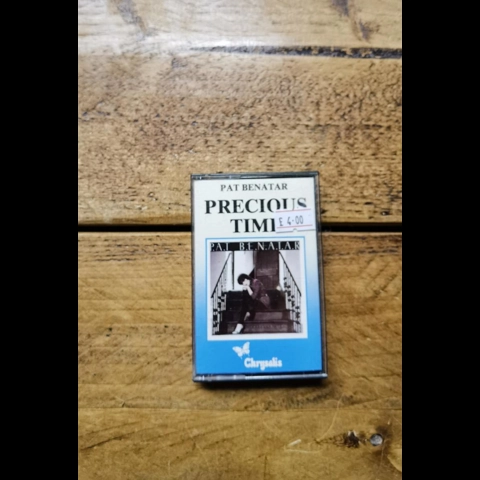 PAT BENATAR
PRECIOUS
TIM
£ 4.00
PAT BENATAR
Chrysalis